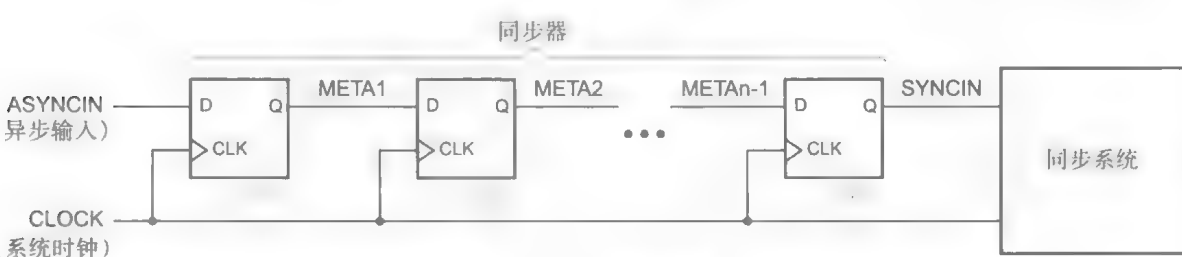 同步器
META1
META2
METAn-1
SYNCIN
D
Q
D
Q
D
Q
ASYNCIN
异步输入)
CLK
CLK
CLK
•••
同步系统
CLOCK
系统时钟)